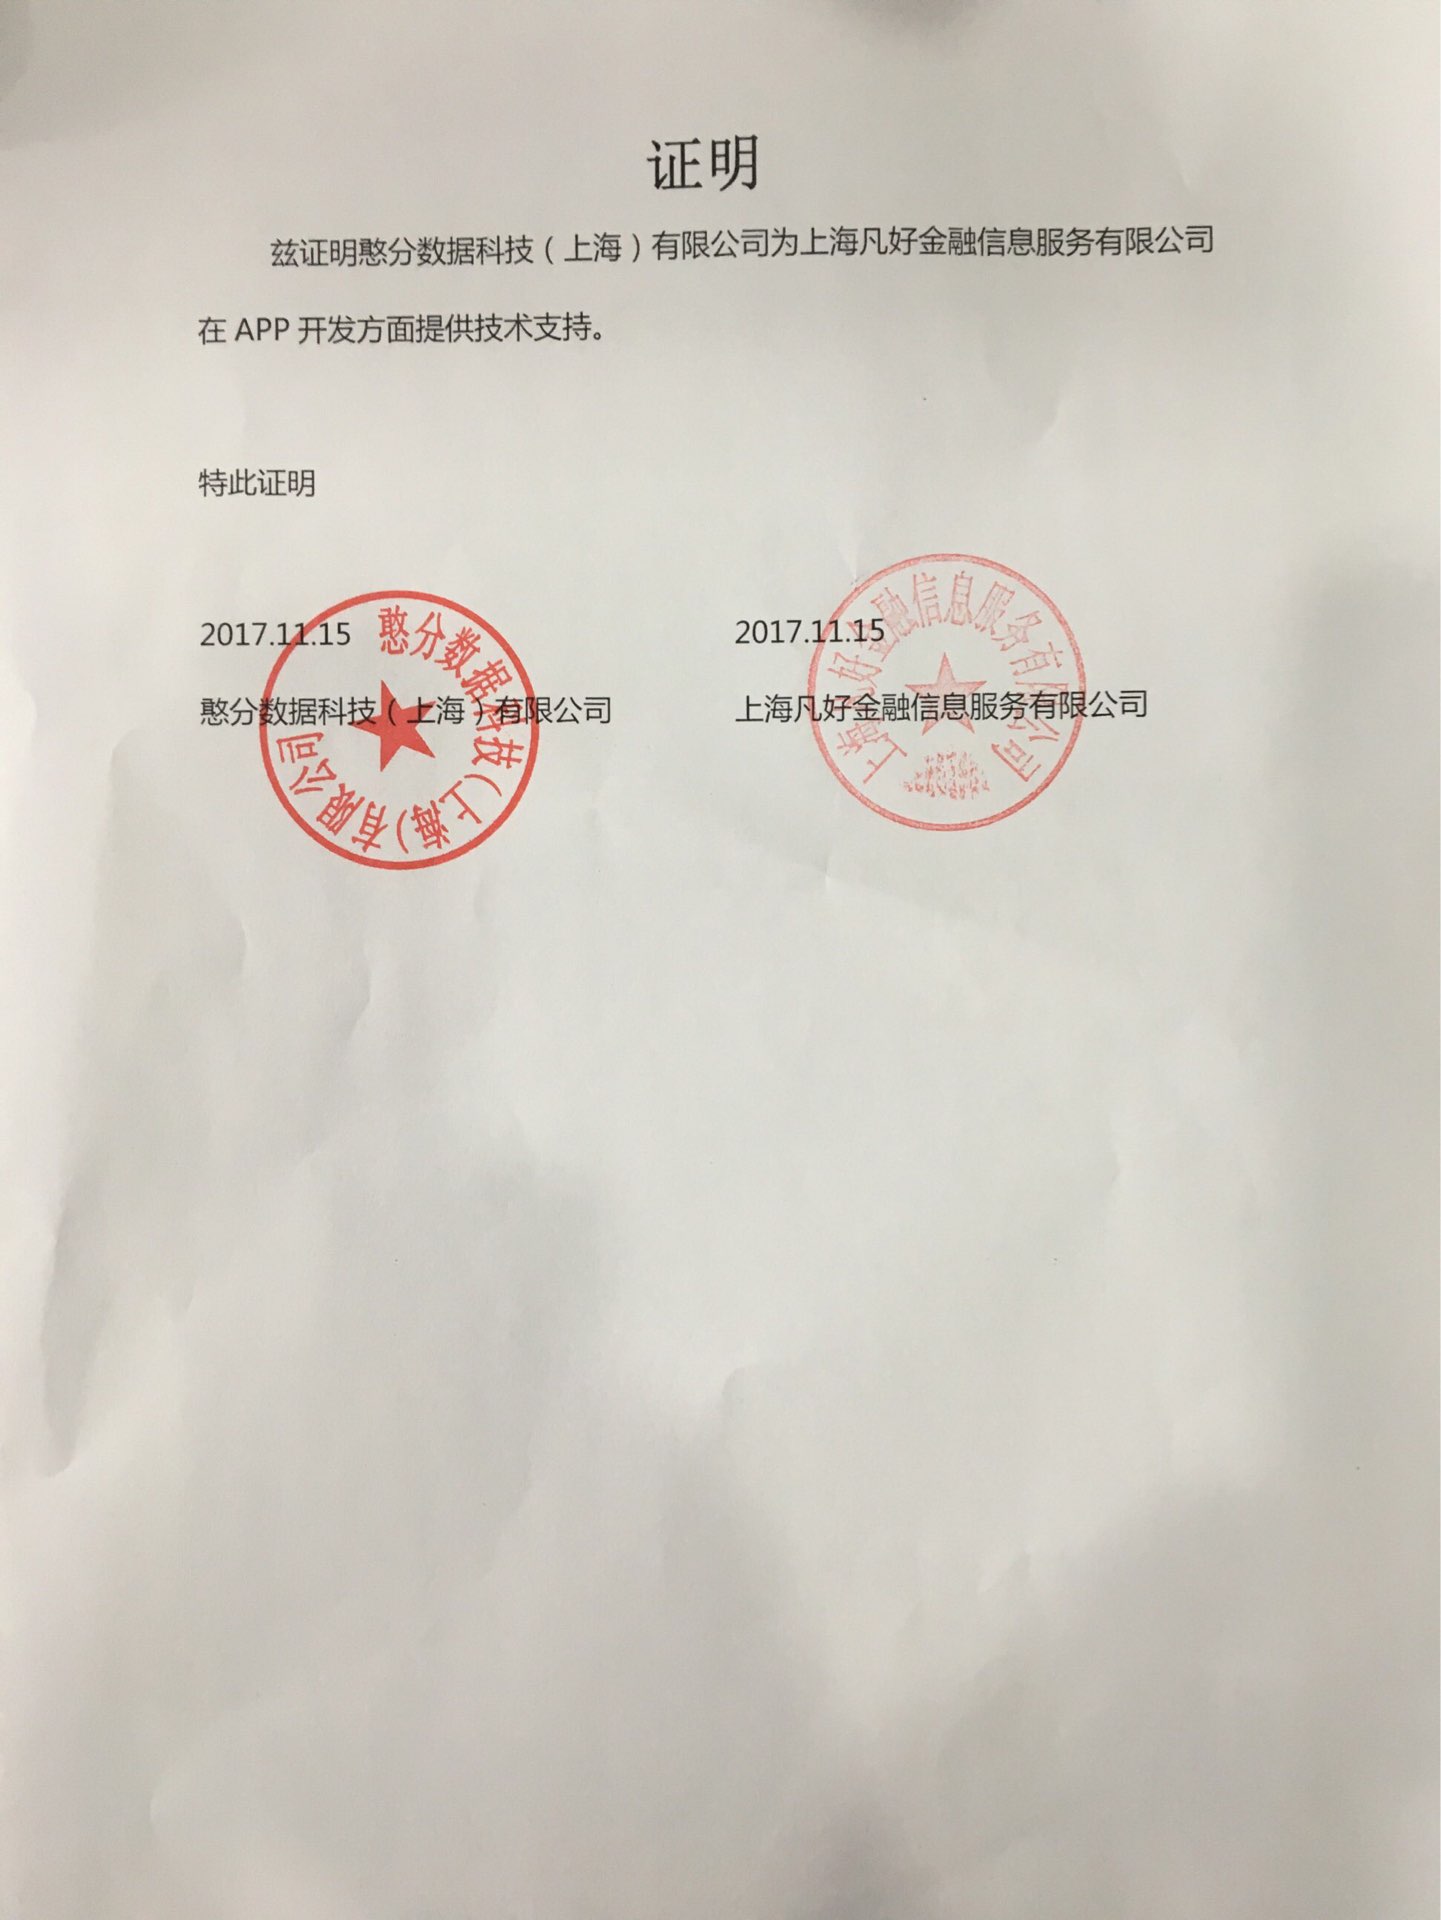 证明
兹证明憨分数据科技（上海）有限公司为上海凡好金融信息服务有限公司
在 APP 开发方面提供技术支持。
特此证明
2017.11.15
憨分数据科技（上海）有限公司
憨分数据科技（上海）有限公司
2017.11.15
上海凡好金融信息服务有限公司
上海凡好金融信息服务有限公司